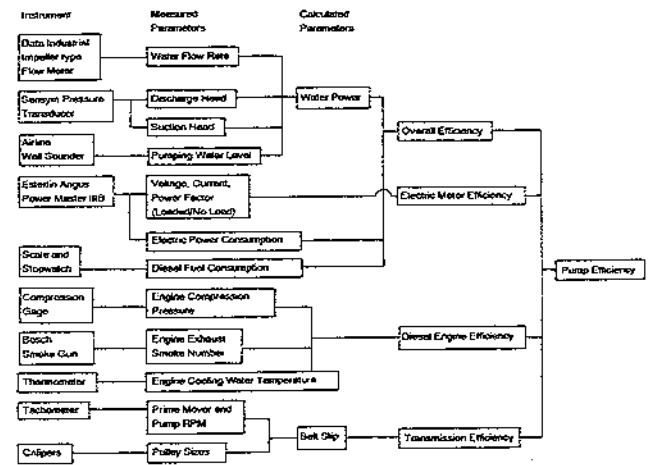 Instrument
Measured
Parameters
Calculated
Parameters
Data Industrial
Impeller type
Flow Meter
Water Flow Rate
Sensym Pressure
Transducer
Discharge Head
Suction Head
Water Power
Airline
Well Sounder
Pumping Water Level
Overall Efficiency
Esterlin Angus
Power Master IRB
Voltage, Current,
Power Factor
(Loaded/No Load)
Electric Motor Efficiency
Electric Power Consumption
Scale and
Stopwatch
Diesel Fuel Consumption
Pump Efficiency
Compression
Gage
Engine Compression
Pressure
Bosch
Smoke Gun
Engine Exhaust
Smoke Number
Diesel Engine Efficiency
Thermometer
Engine Cooling Water Temperature
Tachometer
Prime Mover and
Pump RPM
Calipers
Pulley Sizes
Belt Slip
Transmission Efficiency